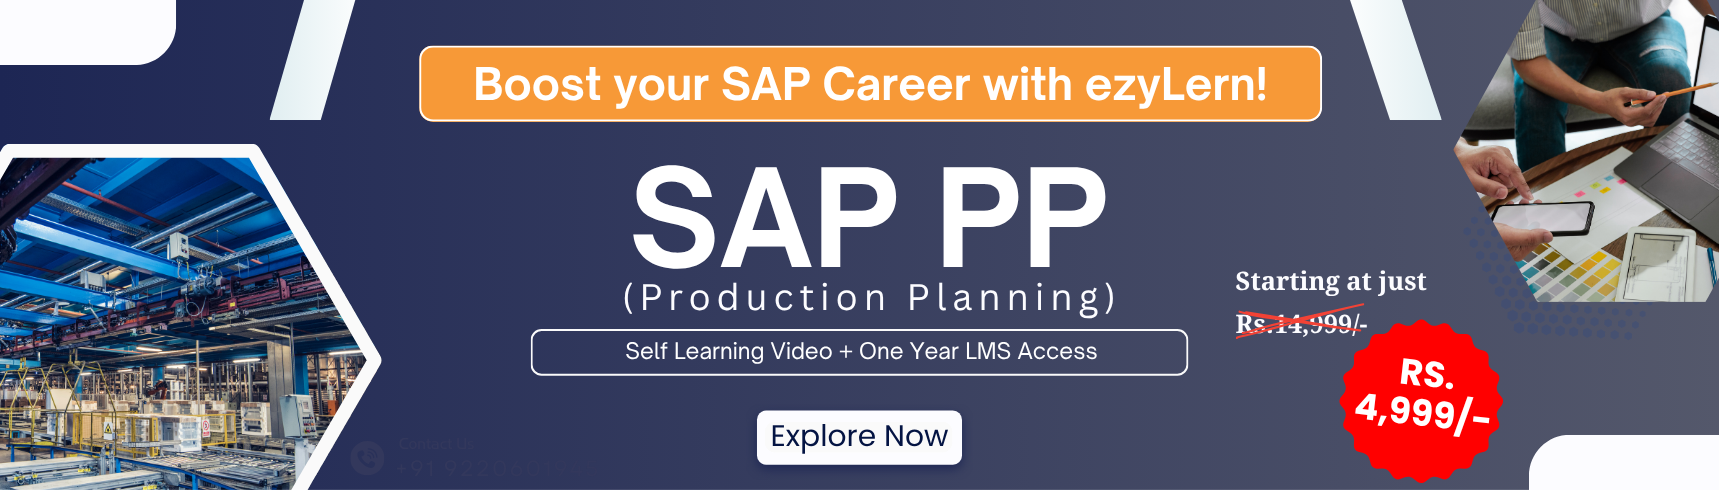 Boost your SAP Career with ezyLern!
SAP PP
(Production Planning)
Self Learning Video + One Year LMS Access
Explore Now
Starting at just
Rs.14,999/-
RS.
4,999/-
Contact